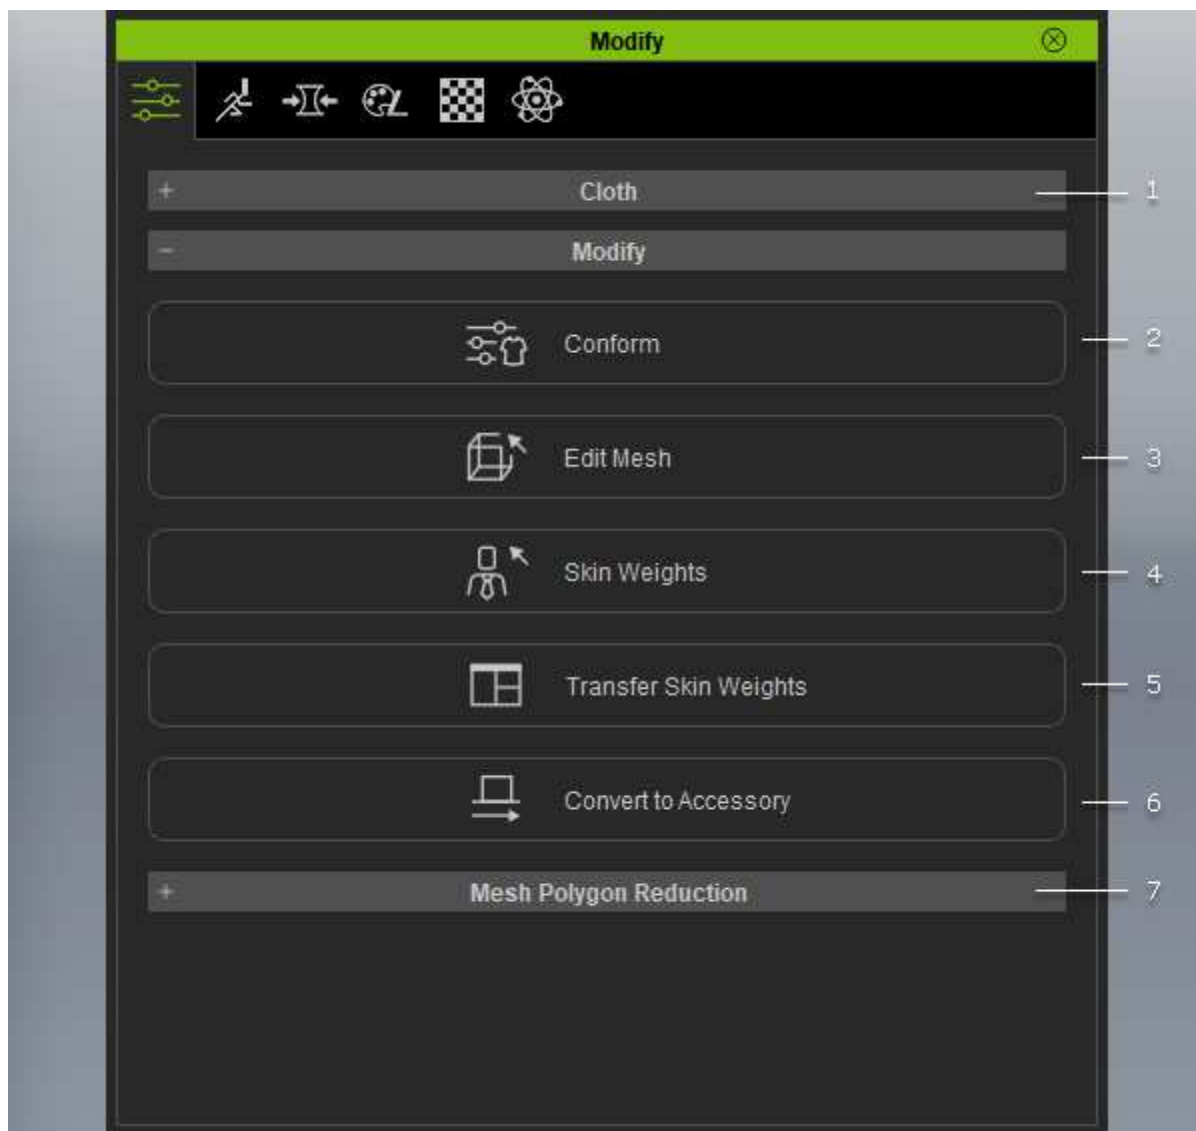 Modify
+ Cloth 1
- Modify
Conform 2
Edit Mesh 3
Skin Weights 4
Transfer Skin Weights 5
Convert to Accessory 6
+ Mesh Polygon Reduction 7